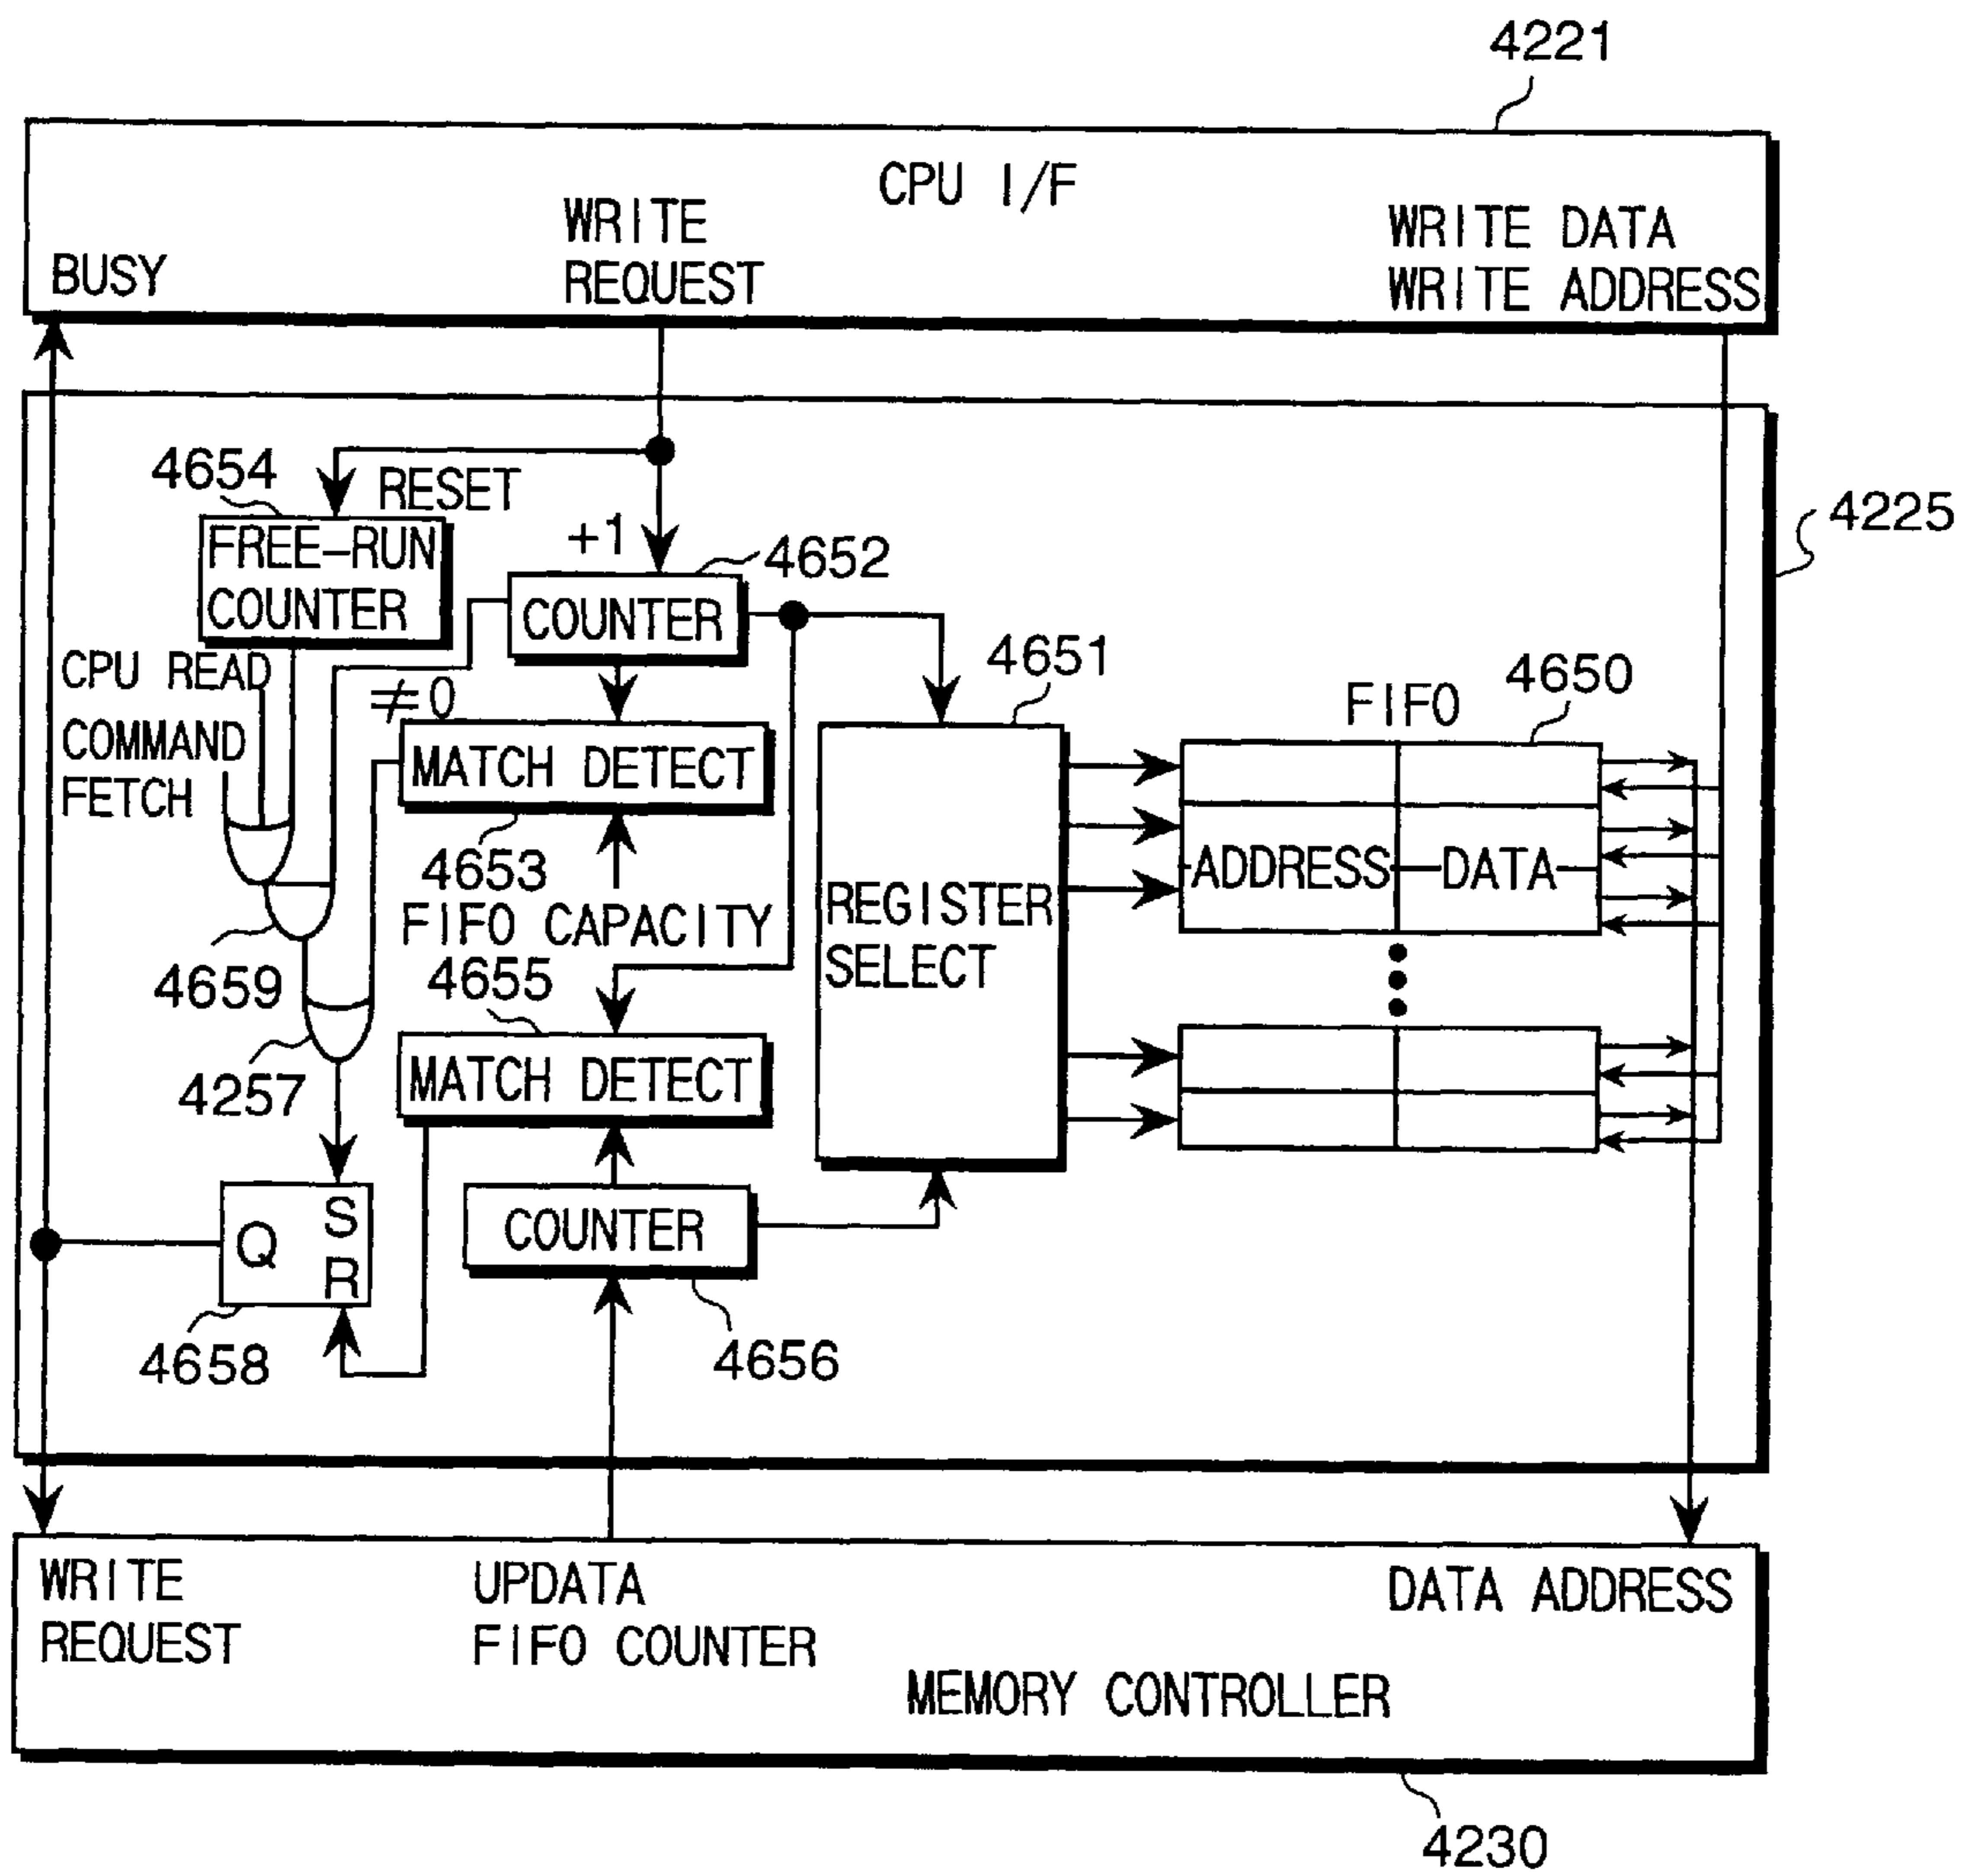 4221
CPU I/F
WRITE
REQUEST
WRITE DATA
WRITE ADDRESS
BUSY
4654
RESET
4225
FREE-RUN
COUNTER
+1
4652
COUNTER
CPU READ
COMMAND
FETCH
≠0
4651
FIFO
4650
MATCH DETECT
4653
FIFO CAPACITY
ADDRESS
DATA
REGISTER
SELECT
4659
4655
4257
MATCH DETECT
Q
S
R
COUNTER
4658
4656
WRITE
REQUEST
UPDATA
FIFO COUNTER
DATA ADDRESS
MEMORY CONTROLLER
4230